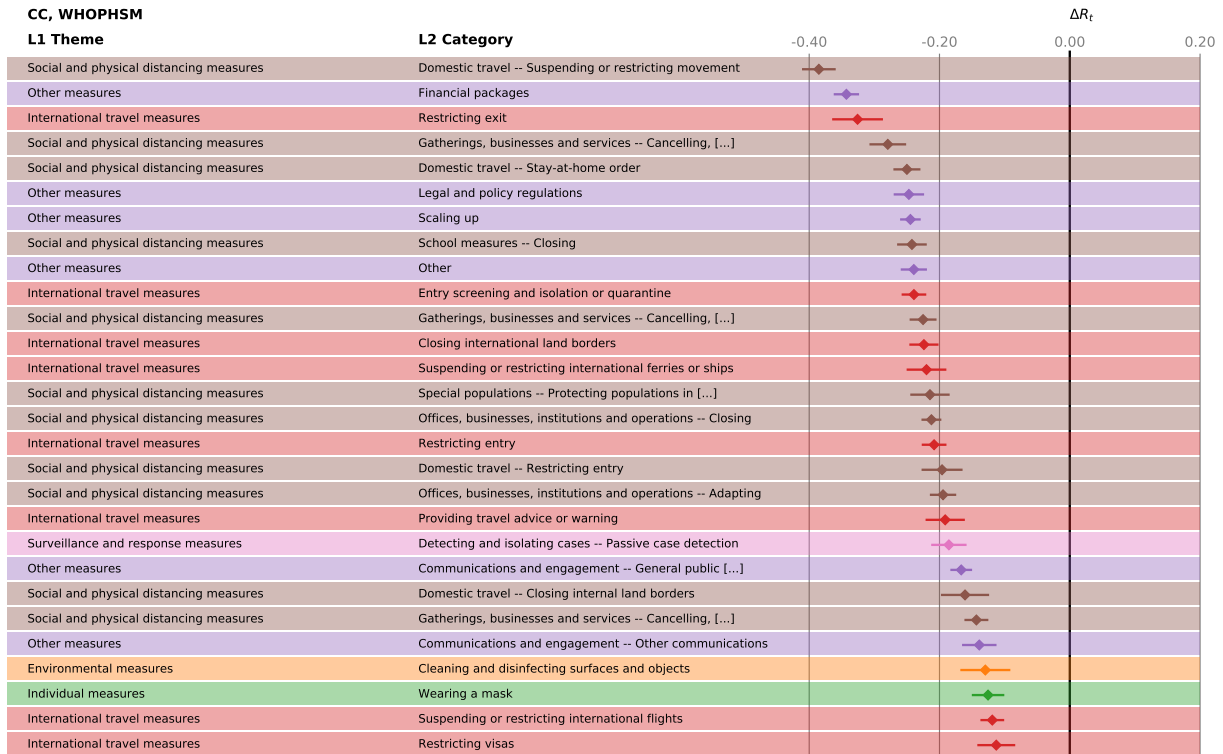 CC, WHOPHSM ΔRt
L1 Theme L2 Category -0.40 -0.20 0.00 0.20
Social and physical distancing measures Domestic travel -- Suspending or restricting movement
Other measures Financial packages
International travel measures Restricting exit
Social and physical distancing measures Gatherings, businesses and services -- Cancelling, [...]
Social and physical distancing measures Domestic travel -- Stay-at-home order
Other measures Legal and policy regulations
Other measures Scaling up
Social and physical distancing measures School measures -- Closing
Other measures Other
International travel measures Entry screening and isolation or quarantine
Social and physical distancing measures Gatherings, businesses and services -- Cancelling, [...]
International travel measures Closing international land borders
International travel measures Suspending or restricting international ferries or ships
Social and physical distancing measures Special populations -- Protecting populations in [...]
Social and physical distancing measures Offices, businesses, institutions and operations -- Closing
International travel measures Restricting entry
Social and physical distancing measures Domestic travel -- Restricting entry
Social and physical distancing measures Offices, businesses, institutions and operations -- Adapting
International travel measures Providing travel advice or warning
Surveillance and response measures Detecting and isolating cases -- Passive case detection
Other measures Communications and engagement -- General public [...]
Social and physical distancing measures Domestic travel -- Closing internal land borders
Social and physical distancing measures Gatherings, businesses and services -- Cancelling, [...]
Other measures Communications and engagement -- Other communications
Environmental measures Cleaning and disinfecting surfaces and objects
Individual measures Wearing a mask
International travel measures Suspending or restricting international flights
International travel measures Restricting visas